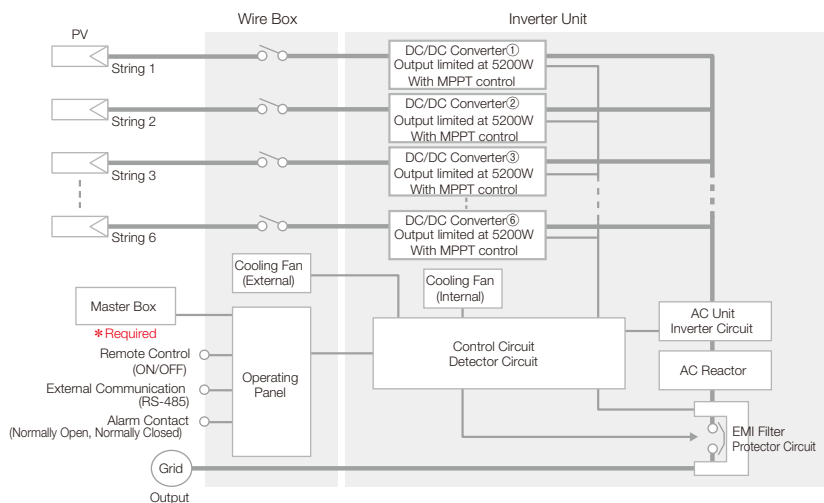 Wire Box
Inverter Unit
PV
String 1
DC/DC Converter①
Output limited at 5200W
With MPPT control
String 2
DC/DC Converter②
Output limited at 5200W
With MPPT control
String 3
DC/DC Converter③
Output limited at 5200W
With MPPT control
String 6
DC/DC Converter⑥
Output limited at 5200W
With MPPT control
Cooling Fan
(External)
Cooling Fan
(Internal)
Master Box
*Required
Remote Control
(ON/OFF)
External Communication
(RS-485)
Alarm Contact
(Normally Open, Normally Closed)
Operating
Panel
Control Circuit
Detector Circuit
AC Unit
Inverter Circuit
AC Reactor
EMI Filter
Protector Circuit
Grid
Output